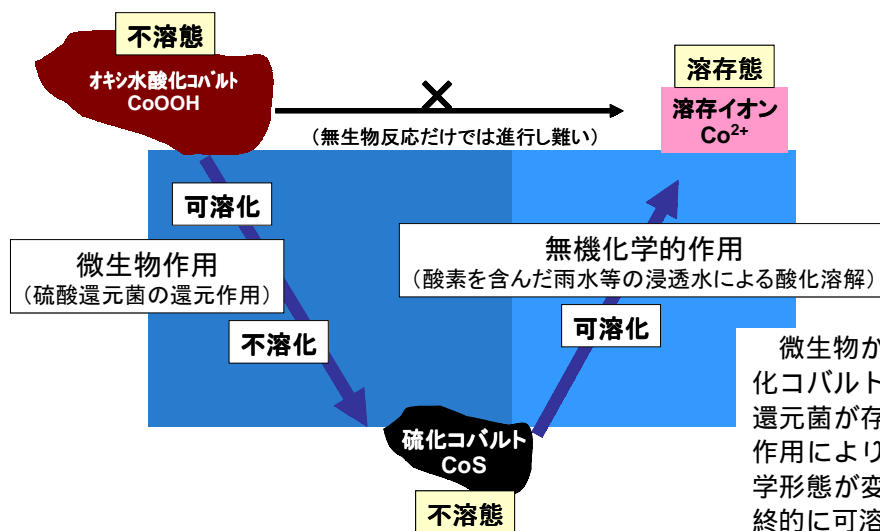 不溶態
オキシ水酸化コバルト
CoOOH
溶存態
溶存イオン
Co²⁺
(無生物反応だけでは進行し難い)
可溶化
微生物作用
(硫酸還元菌の還元作用)
不溶化
無機化学的作用
(酸素を含んだ雨水等の浸透水による酸化溶解)
可溶化
硫化コバルト
CoS
不溶態
微生物か
化コバルト
還元菌が存
作用により
学形態が変
終的に可溶